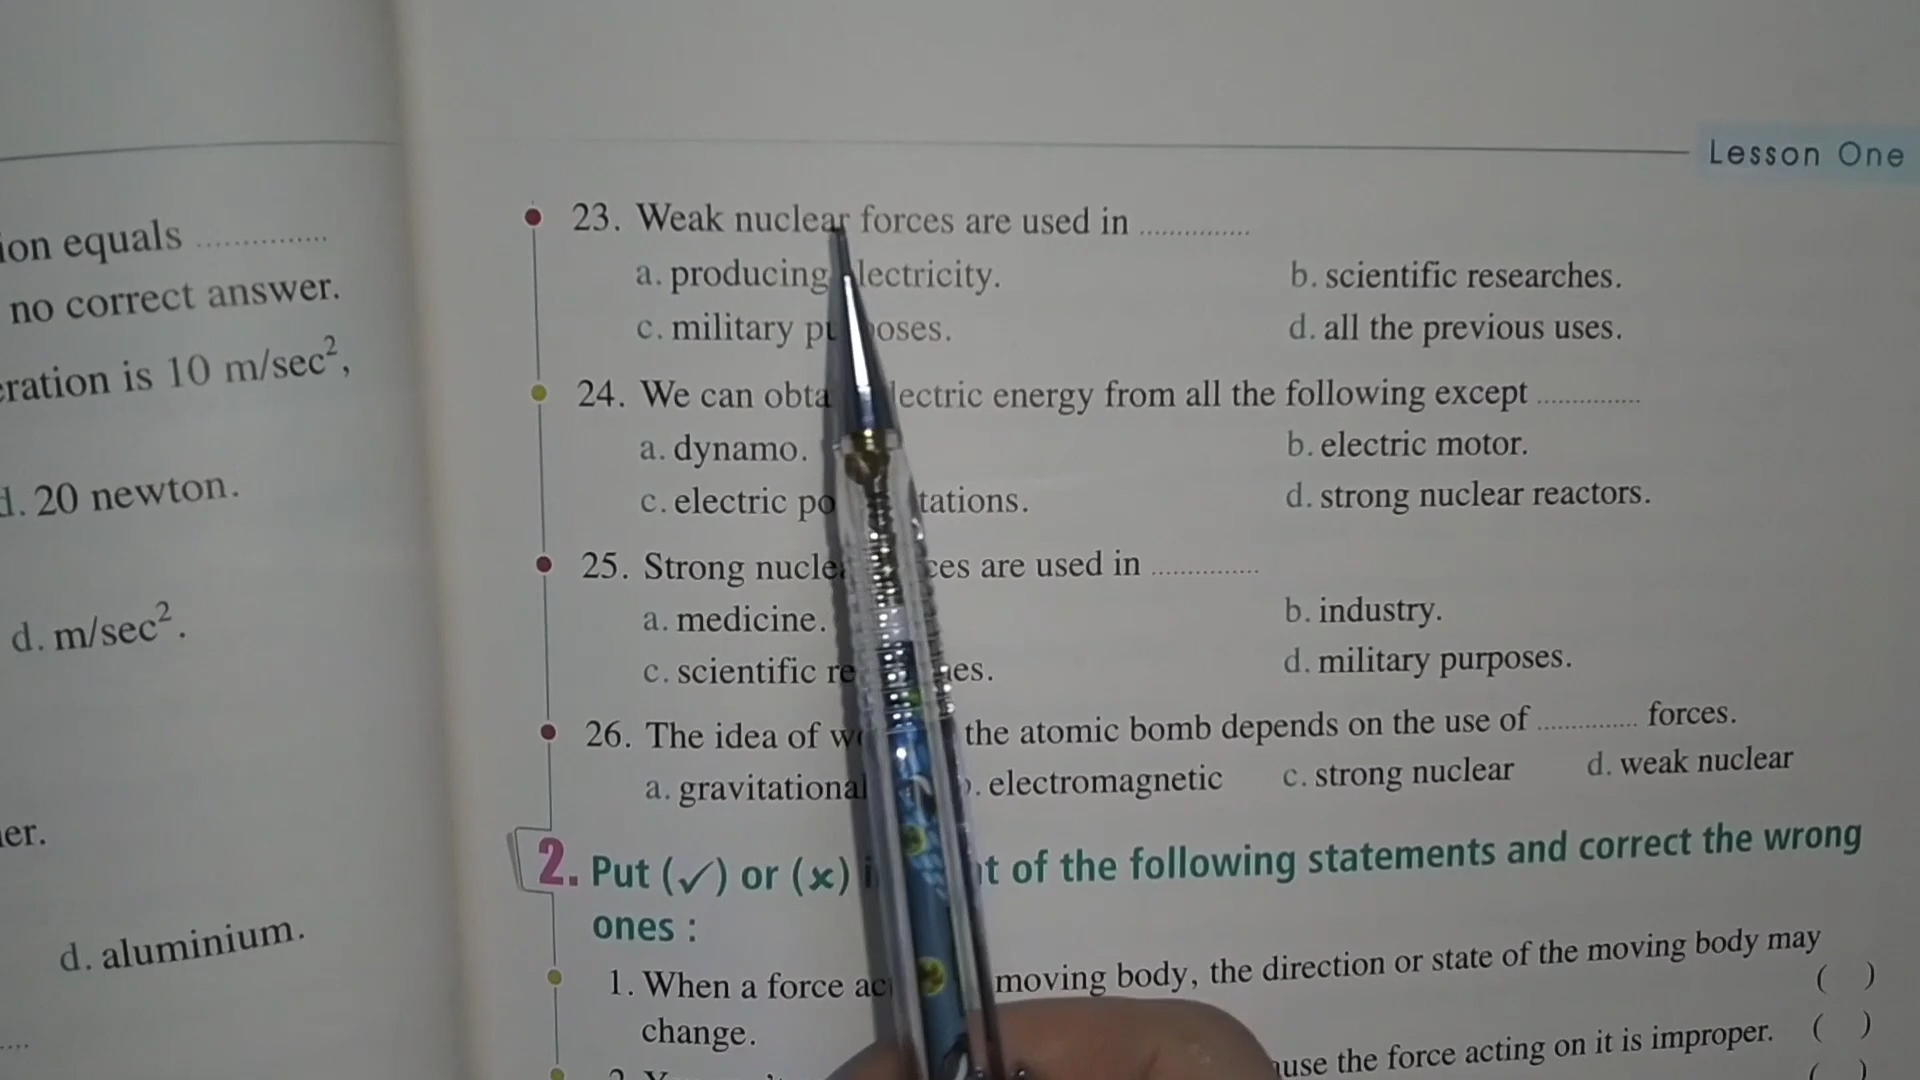 Lesson One
ion equals ...............
no correct answer.
eration is 10 m/sec²,
d. 20 newton.
d. m/sec².
er.
d. aluminium.
23. Weak nuclear forces are used in ...............
a. producing lectricity.
b. scientific researches.
c. military pu oses.
d. all the previous uses.
24. We can obta lectric energy from all the following except ...............
a. dynamo.
b. electric motor.
c. electric po tations.
d. strong nuclear reactors.
25. Strong nucle ces are used in ...............
a. medicine.
b. industry.
c. scientific re es.
d. military purposes.
26. The idea of w the atomic bomb depends on the use of .............. forces.
a. gravitational b. electromagnetic c. strong nuclear d. weak nuclear
2. Put (✓) or (×) i t of the following statements and correct the wrong
ones :
1. When a force ac moving body, the direction or state of the moving body may
change. ( )
use the force acting on it is improper. ( )